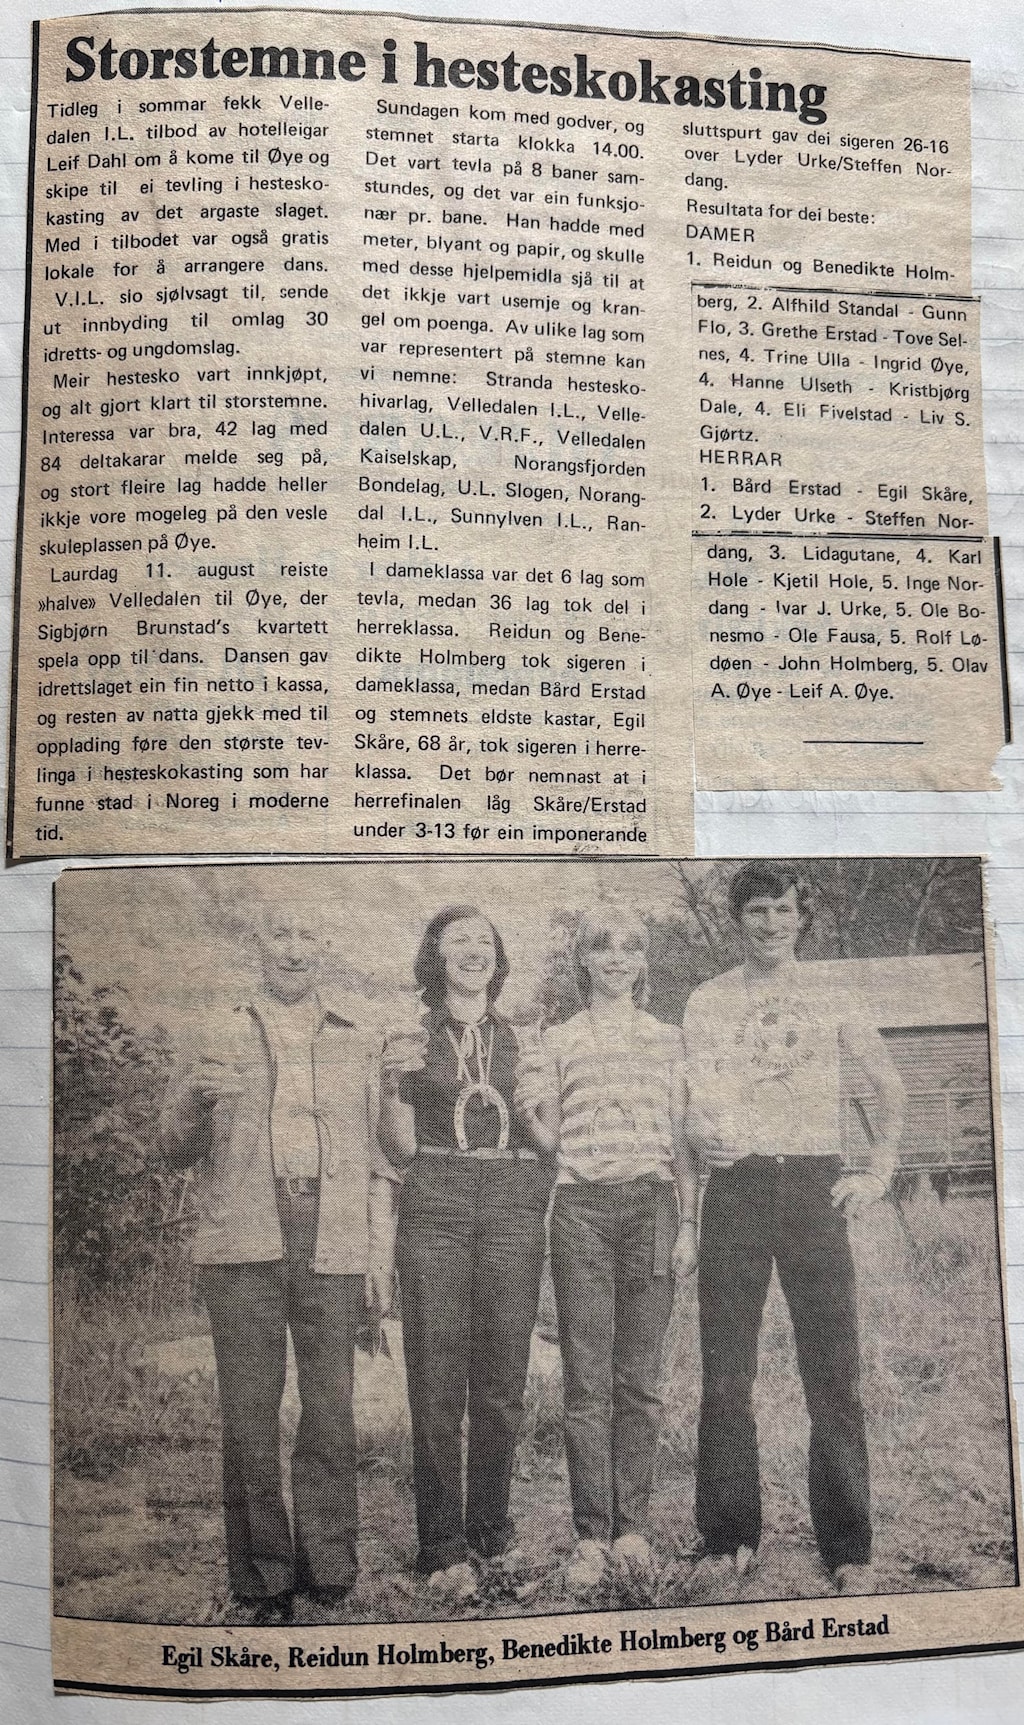 Storstemne i hesteskokasting
Tidleg i sommar fekk Velle-
dalen I.L. tilbod av hotelleigar
Leif Dahl om å kome til Øye og
skipe til ei tevling i hestesko-
kasting av det argaste slaget.
Med i tilbodet var også gratis
lokale for å arrangere dans.
V.I.L. slo sjølvsagt til, sende
ut innbyding til omlag 30
idretts- og ungdomslag.
Meir hestesko vart innkjøpt,
og alt gjort klart til storstemne.
Interessa var bra, 42 lag med
84 deltakarar melde seg på,
og stort fleire lag hadde heller
ikkje vore mogeleg på den vesle
skuleplassen på Øye.
Laurdag 11. august reiste
»halve» Velledalen til Øye, der
Sigbjørn Brunstad's kvartett
spela opp til dans. Dansen gav
idrettslaget ein fin netto i kassa,
og resten av natta gjekk med til
opplading føre den største tev-
linga i hesteskokasting som har
funne stad i Noreg i moderne
tid.
Sundagen kom med godver, og
stemnet starta klokka 14.00.
Det vart tevla på 8 baner sam-
stundes, og det var ein funksjo-
nær pr. bane. Han hadde med
meter, blyant og papir, og skulle
med desse hjelpemidla sjå til at
det ikkje vart usemje og kran-
gel om poenga. Av ulike lag som
var representert på stemne kan
vi nemne: Stranda hestesko-
hivarlag, Velledalen I.L., Velle-
dalen U.L., V.R.F., Velledalen
Kaiselskap, Norangsfjorden
Bondelag, U.L. Slogen, Norang-
dal I.L., Sunnylven I.L., Ran-
heim I.L.
I dameklassa var det 6 lag som
tevla, medan 36 lag tok del i
herreklassa. Reidun og Bene-
dikte Holmberg tok sigeren i
dameklassa, medan Bård Erstad
og stemnets eldste kastar, Egil
Skåre, 68 år, tok sigeren i herre-
klassa. Det bør nemnast at i
herrefinalen låg Skåre/Erstad
under 3-13 før ein imponerande
sluttspurt gav dei sigeren 26-16
over Lyder Urke/Steffen Nor-
dang.
Resultata for dei beste:
DAMER
1. Reidun og Benedikte Holm-
berg, 2. Alfhild Standal - Gunn
Flo, 3. Grethe Erstad - Tove Sel-
nes, 4. Trine Ulla - Ingrid Øye,
4. Hanne Ulseth - Kristbjørg
Dale, 4. Eli Fivelstad - Liv S.
Gjørtz.
HERRAR
1. Bård Erstad - Egil Skåre,
2. Lyder Urke - Steffen Nor-
dang, 3. Lidagutane, 4. Karl
Hole - Kjetil Hole, 5. Inge Nor-
dang - Ivar J. Urke, 5. Ole Bo-
nesmo - Ole Fausa, 5. Rolf Lø-
døen - John Holmberg, 5. Olav
A. Øye - Leif A. Øye.
Egil Skåre, Reidun Holmberg, Benedikte Holmberg og Bård Erstad